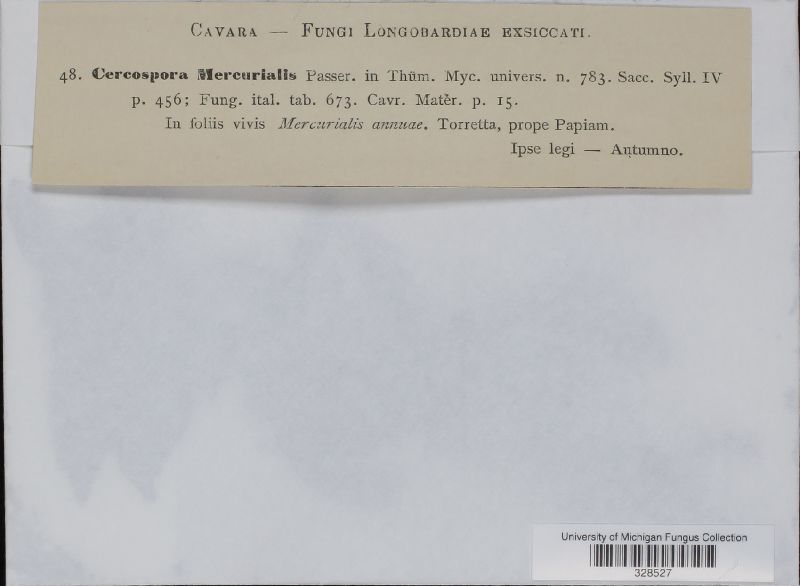 CAVARA — FUNGI LONGOBARDIAE EXSICCATI.
48. Cercospora Mercurialis Passer. in Thüm. Myc. univers. n. 783. Sacc. Syll. IV
p. 456; Fung. ital. tab. 673. Cavr. Matêr. p. 15.
In foliis vivis Mercurialis annuae. Torretta, prope Papiam.
Ipse legi — Autumno.
University of Michigan Fungus Collection
328527